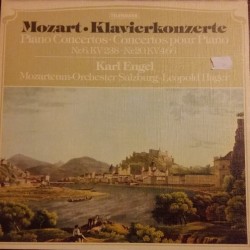 Mozart · Klavierkonzerte
Piano Concertos · Concertos pour Piano
Karl Engel
Mozarteum-Orchester Salzburg · Leopold Hager